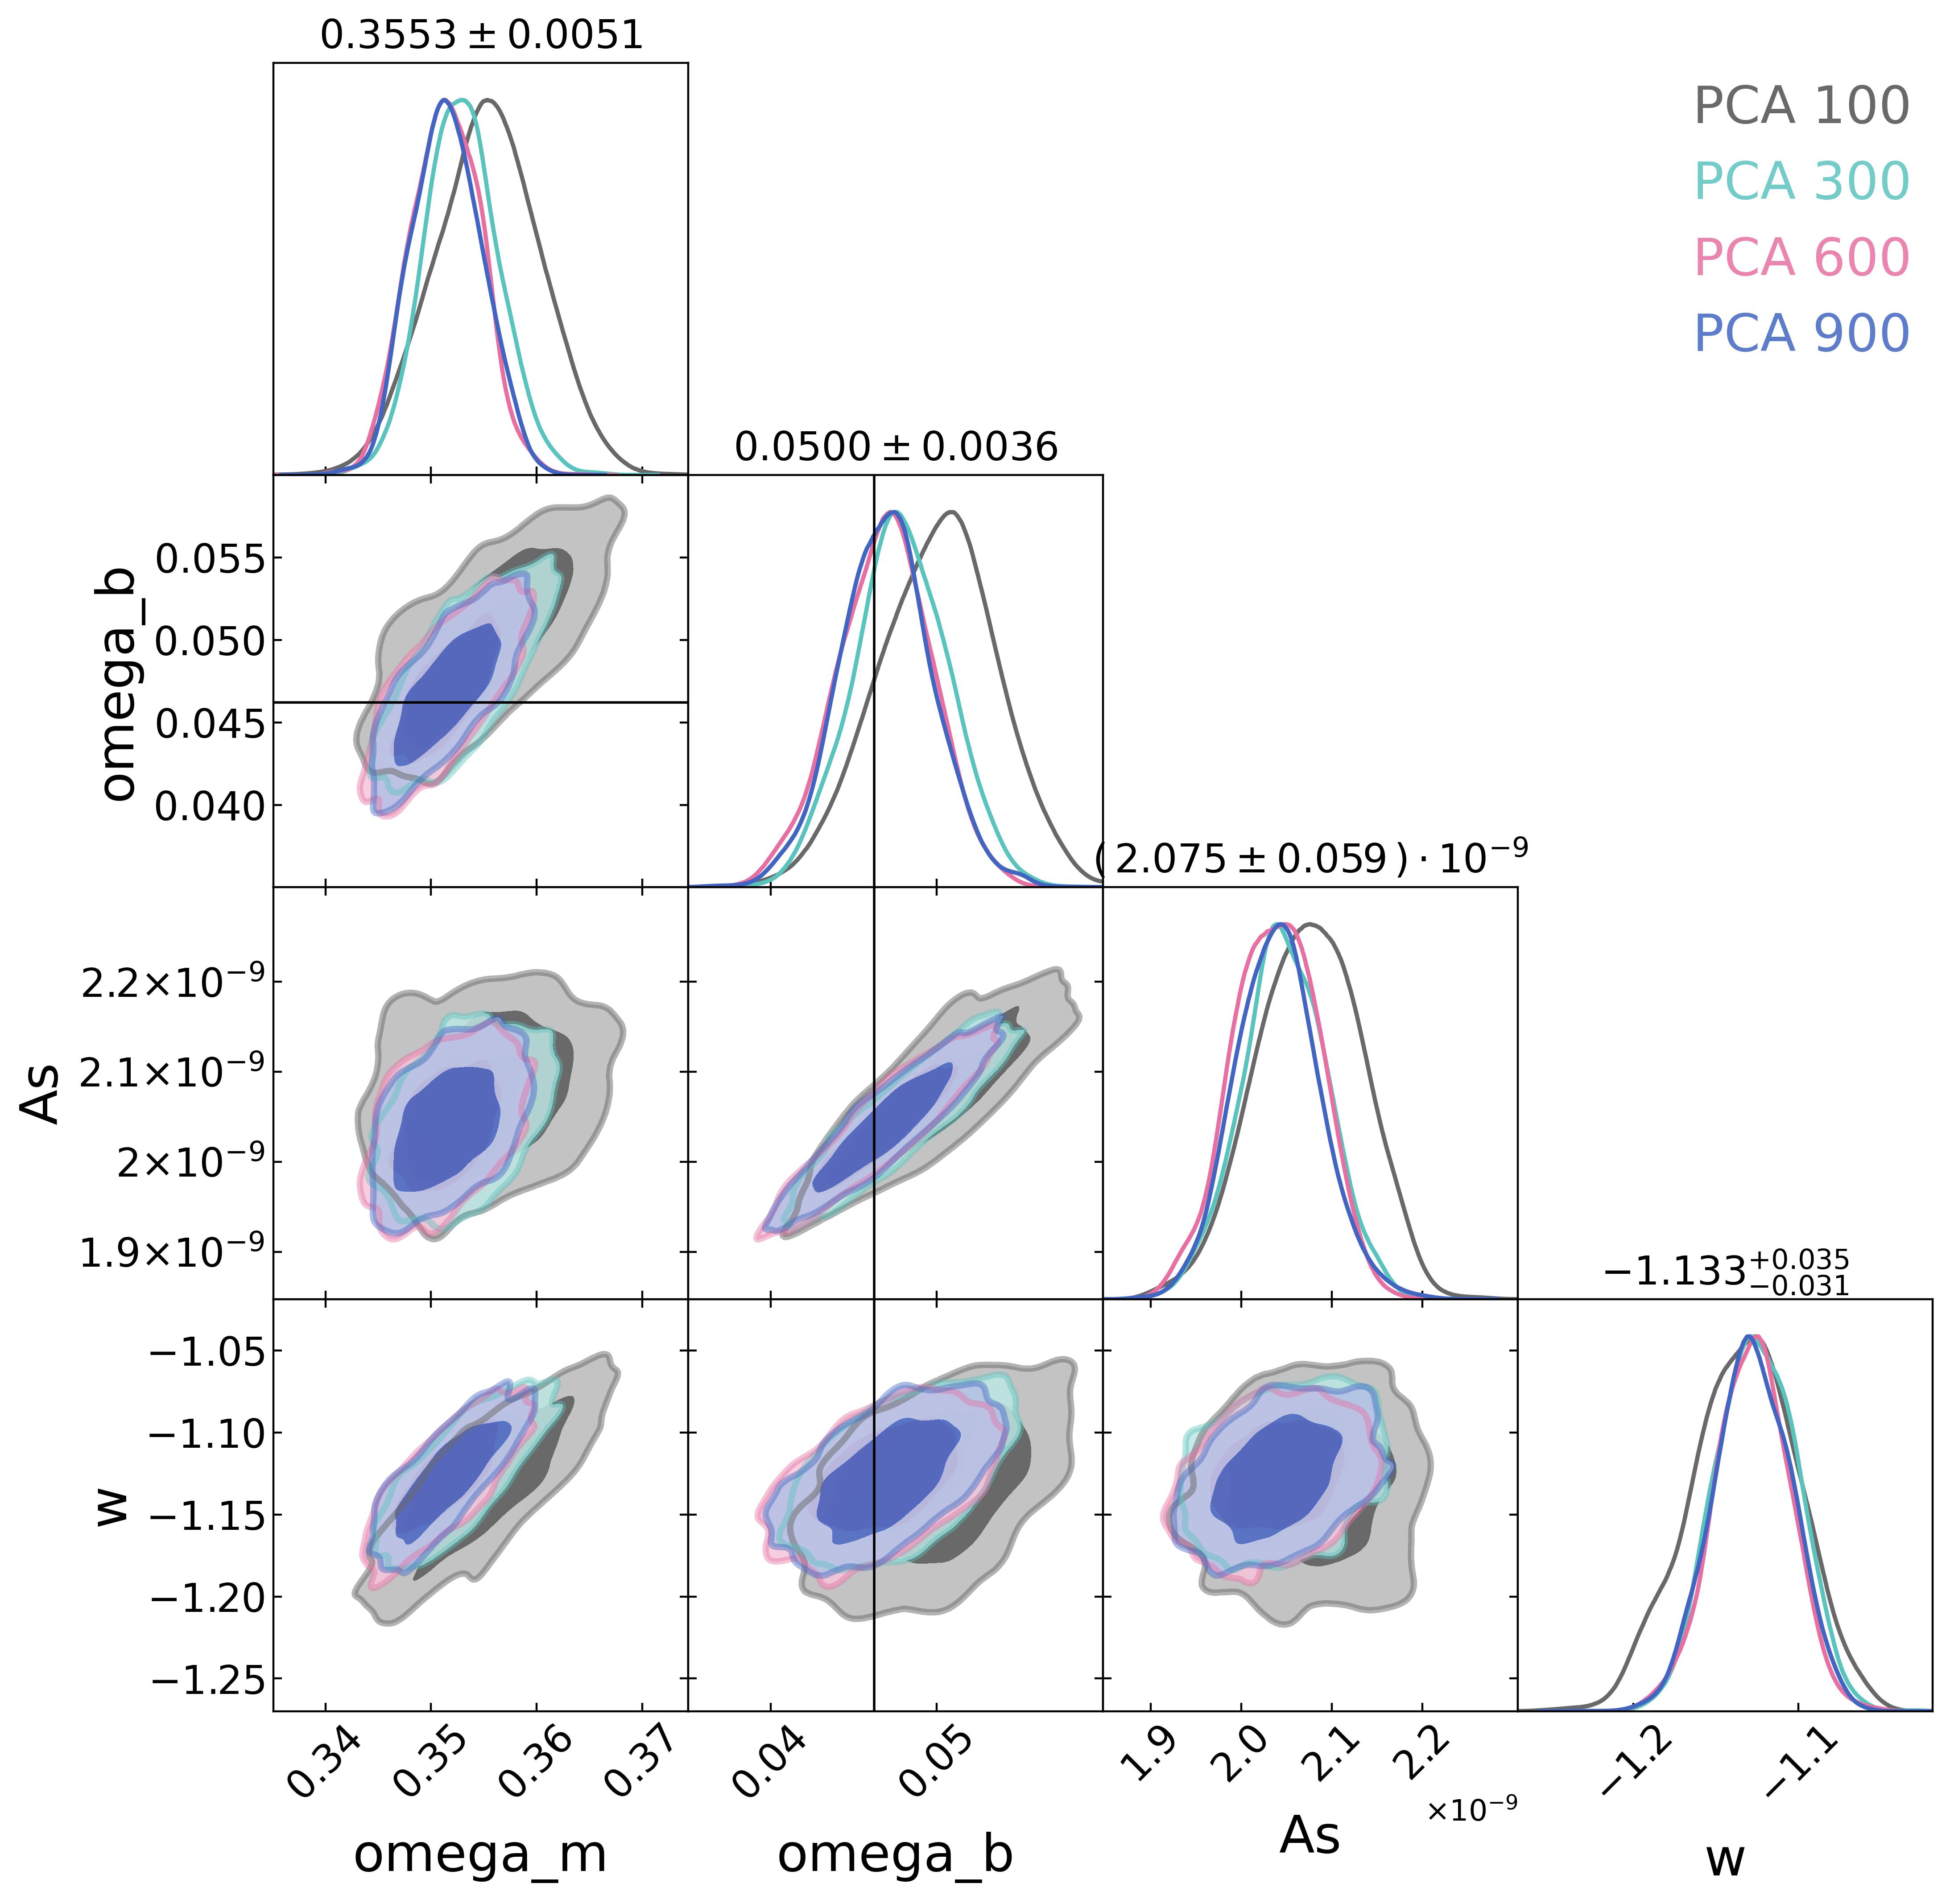 0.3553 ± 0.0051
PCA 100
PCA 300
PCA 600
PCA 900
0.0500 ± 0.0036
omega_b
0.055
0.050
0.045
0.040
(2.075 ± 0.059) · 10⁻⁹
As
2.2×10⁻⁹
2.1×10⁻⁹
2×10⁻⁹
1.9×10⁻⁹
−1.133 +0.035 −0.031
w
−1.05
−1.10
−1.15
−1.20
−1.25
0.34 0.35 0.36 0.37
0.04 0.05
1.9 2.0 2.1 2.2
−1.2 −1.1
×10⁻⁹
omega_m omega_b As w